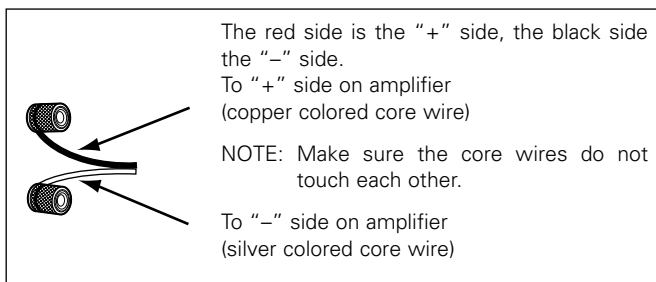 The red side is the “+” side, the black side
the “–” side.
To “+” side on amplifier
(copper colored core wire)
NOTE: Make sure the core wires do not
touch each other.
To “–” side on amplifier
(silver colored core wire)